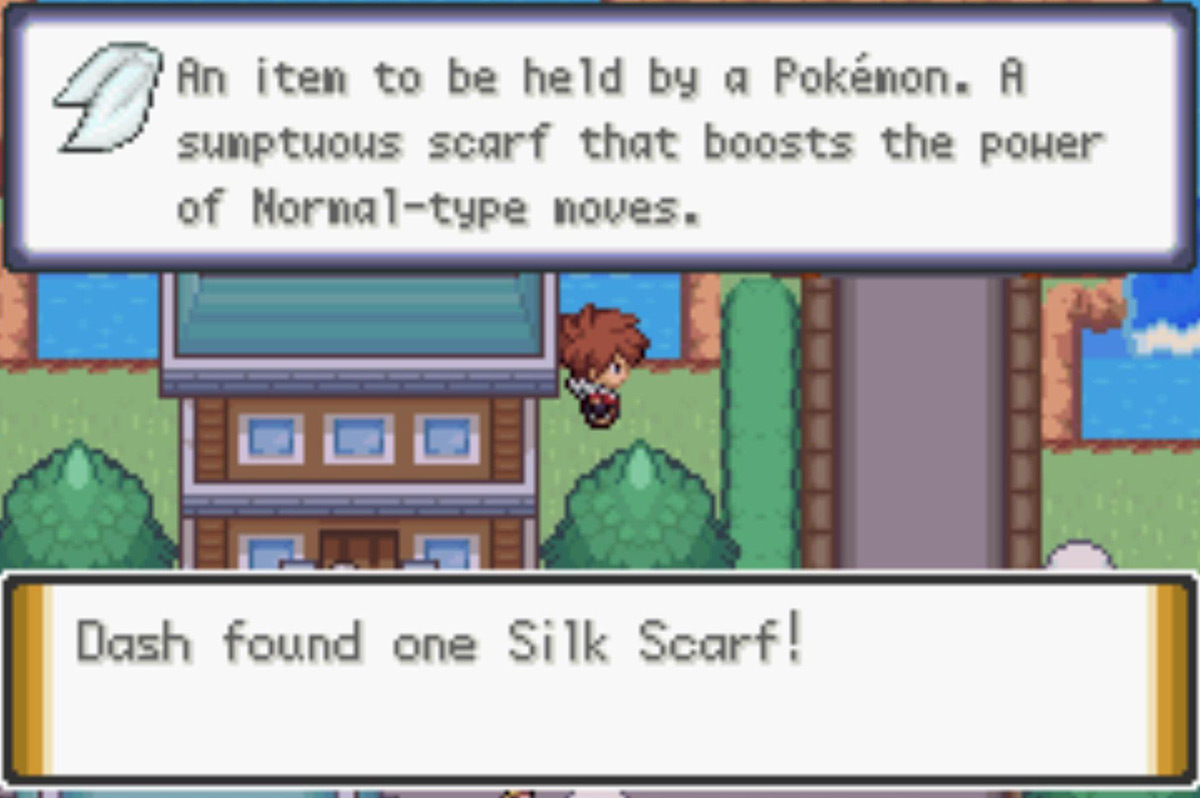 An item to be held by a Pokémon. A
sumptuous scarf that boosts the power
of Normal-type moves.
Dash found one Silk Scarf!